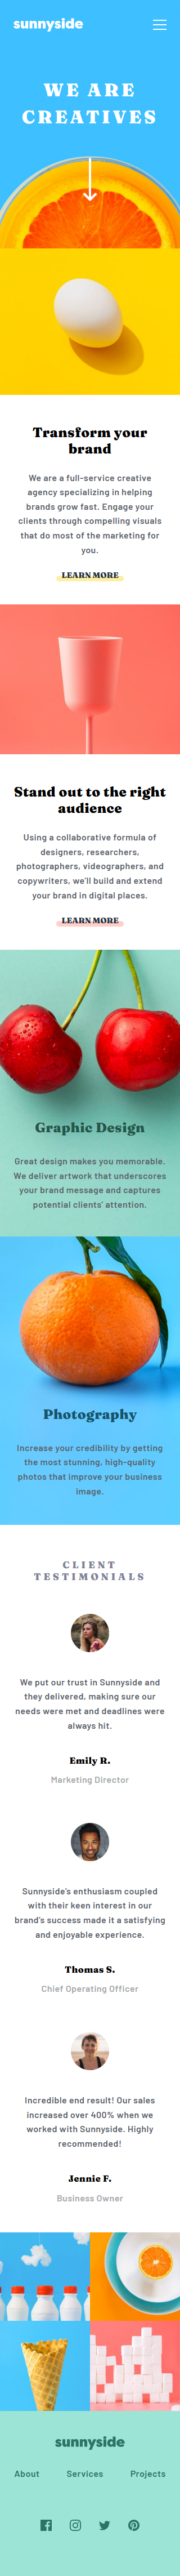 sunnyside
WE ARE
CREATIVES
Transform your
brand
We are a full-service creative
agency specializing in helping
brands grow fast. Engage your
clients through compelling visuals
that do most of the marketing for
you.
LEARN MORE
Stand out to the right
audience
Using a collaborative formula of
designers, researchers,
photographers, videographers, and
copywriters, we'll build and extend
your brand in digital places.
LEARN MORE
Graphic Design
Great design makes you memorable.
We deliver artwork that underscores
your brand message and captures
potential clients' attention.
Photography
Increase your credibility by getting
the most stunning, high-quality
photos that improve your business
image.
CLIENT
TESTIMONIALS
We put our trust in Sunnyside and
they delivered, making sure our
needs were met and deadlines were
always hit.
Emily R.
Marketing Director
Sunnyside's enthusiasm coupled
with their keen interest in our
brand's success made it a satisfying
and enjoyable experience.
Thomas S.
Chief Operating Officer
Incredible end result! Our sales
increased over 400% when we
worked with Sunnyside. Highly
recommended!
Jennie F.
Business Owner
sunnyside
About Services Projects